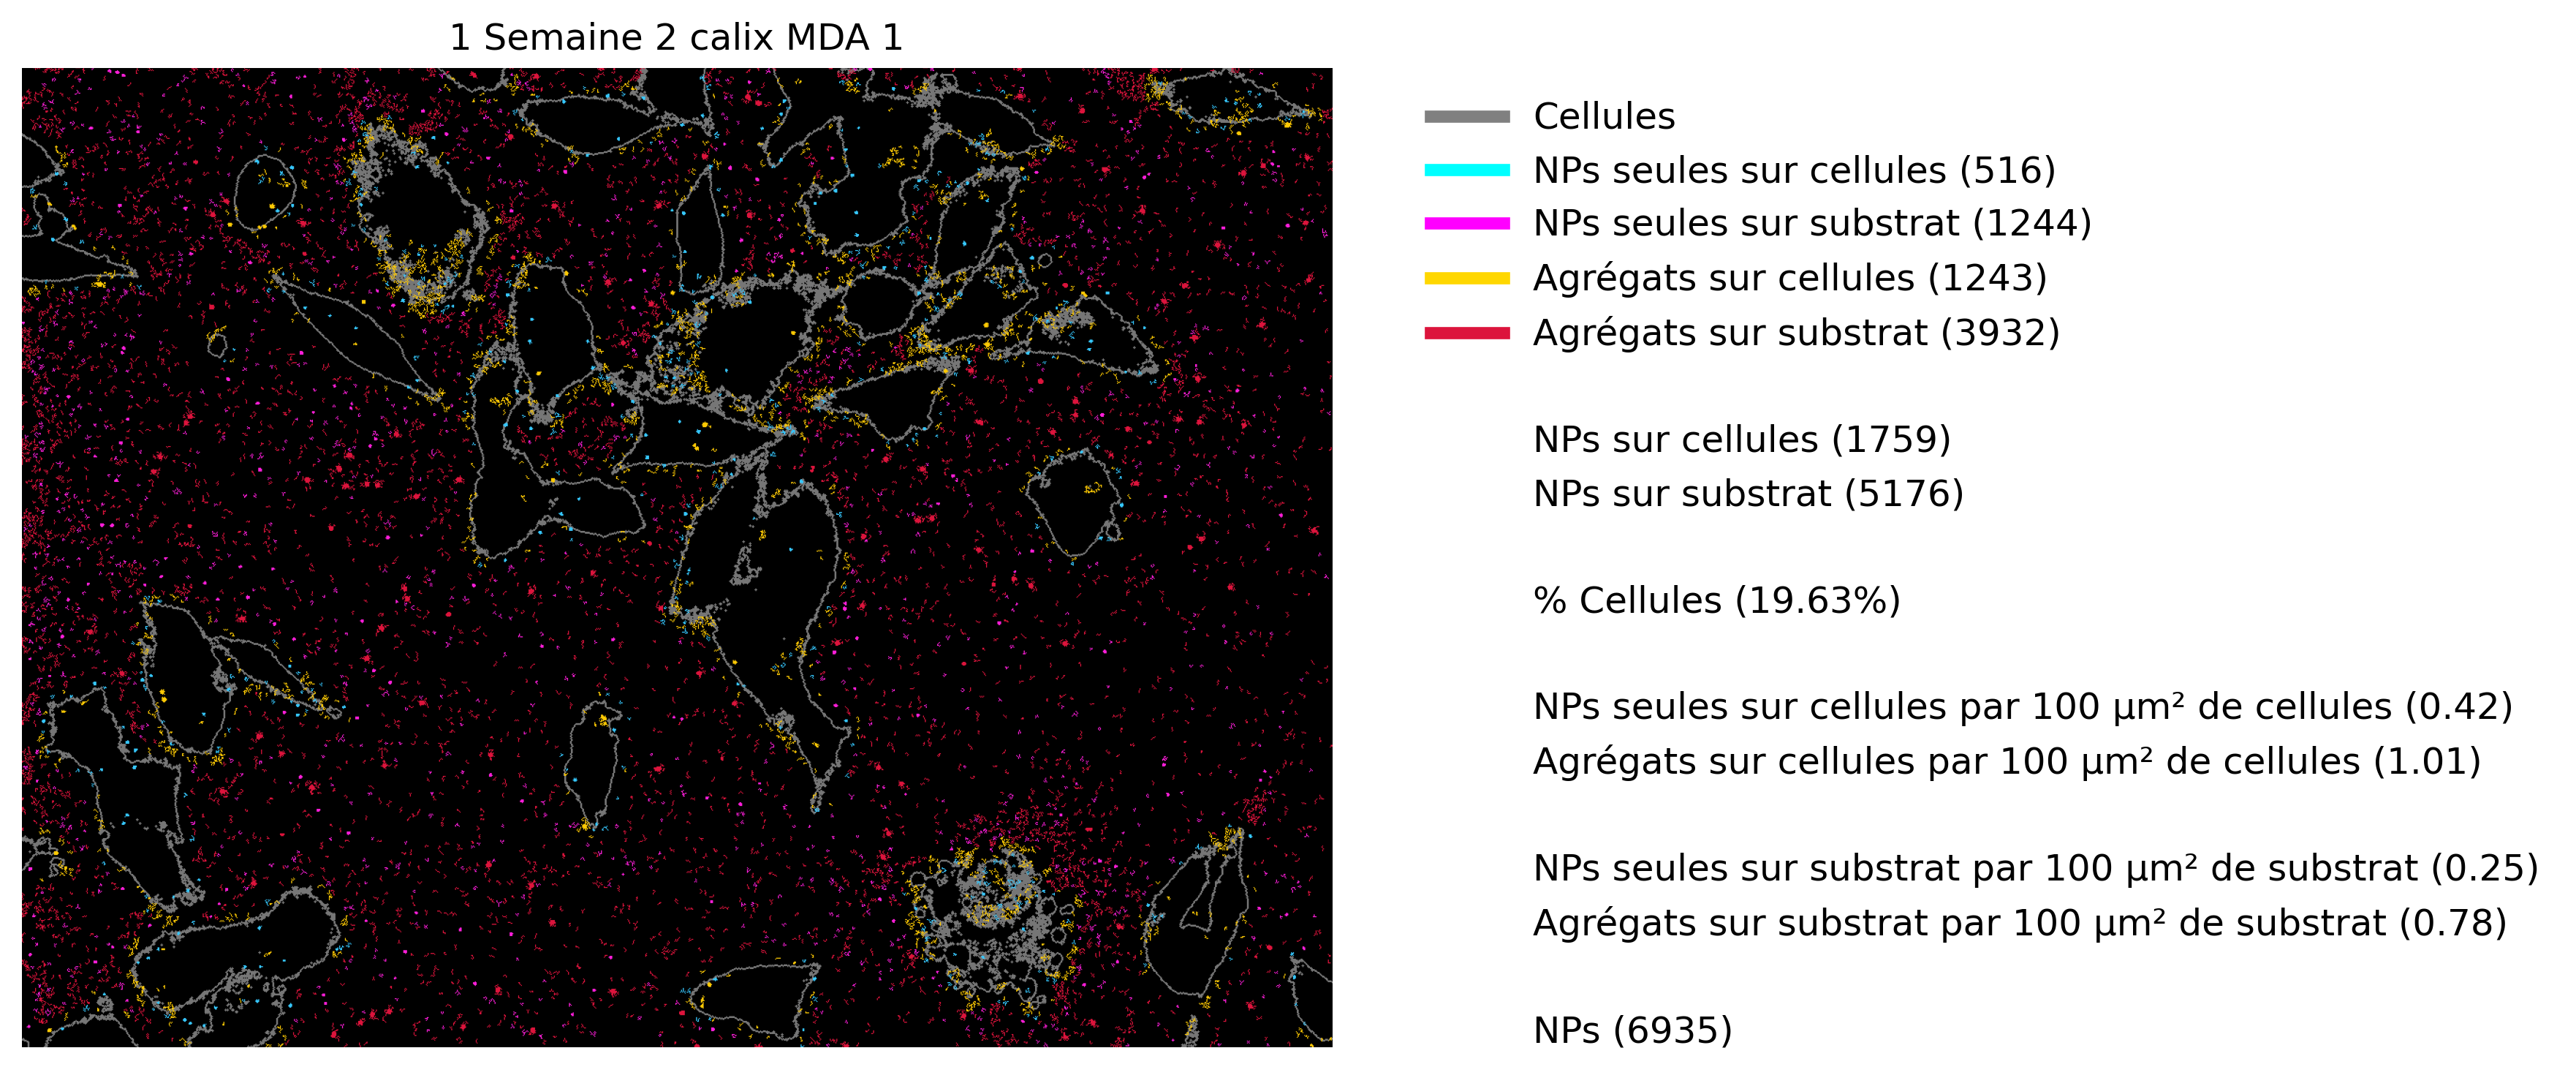 1 Semaine 2 calix MDA 1
Cellules
NPs seules sur cellules (516)
NPs seules sur substrat (1244)
Agrégats sur cellules (1243)
Agrégats sur substrat (3932)
NPs sur cellules (1759)
NPs sur substrat (5176)
% Cellules (19.63%)
NPs seules sur cellules par 100 µm² de cellules (0.42)
Agrégats sur cellules par 100 µm² de cellules (1.01)
NPs seules sur substrat par 100 µm² de substrat (0.25)
Agrégats sur substrat par 100 µm² de substrat (0.78)
NPs (6935)